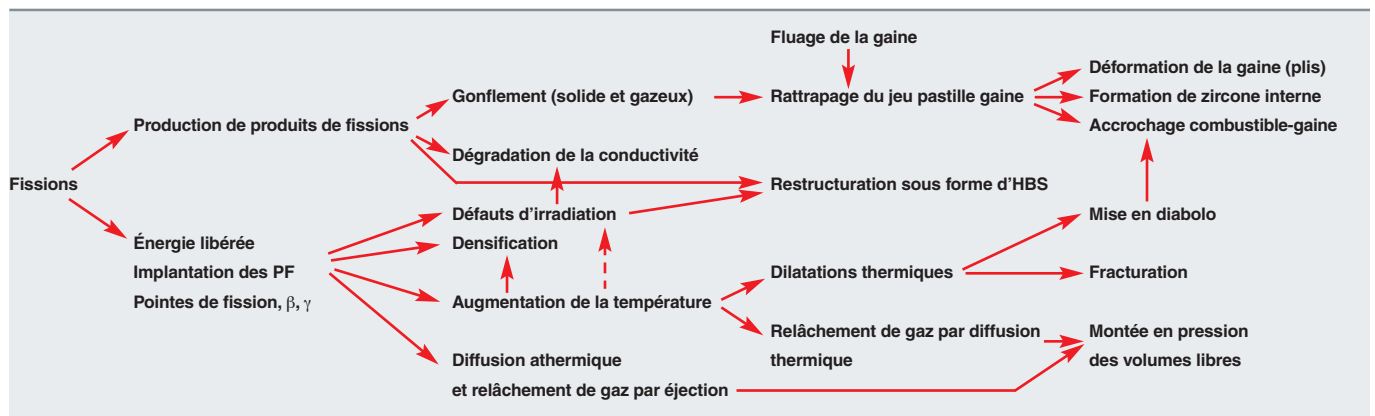 Fissions
Production de produits de fissions
Énergie libérée
Implantation des PF
Pointes de fission, β, γ
Gonflement (solide et gazeux)
Dégradation de la conductivité
Défauts d’irradiation
Densification
Augmentation de la température
Diffusion athermique
et relâchement de gaz par éjection
Fluage de la gaine
Rattrapage du jeu pastille gaine
Restructuration sous forme d’HBS
Dilatations thermiques
Relâchement de gaz par diffusion
thermique
Déformation de la gaine (plis)
Formation de zircone interne
Accrochage combustible-gaine
Mise en diabolo
Fracturation
Montée en pression
des volumes libres